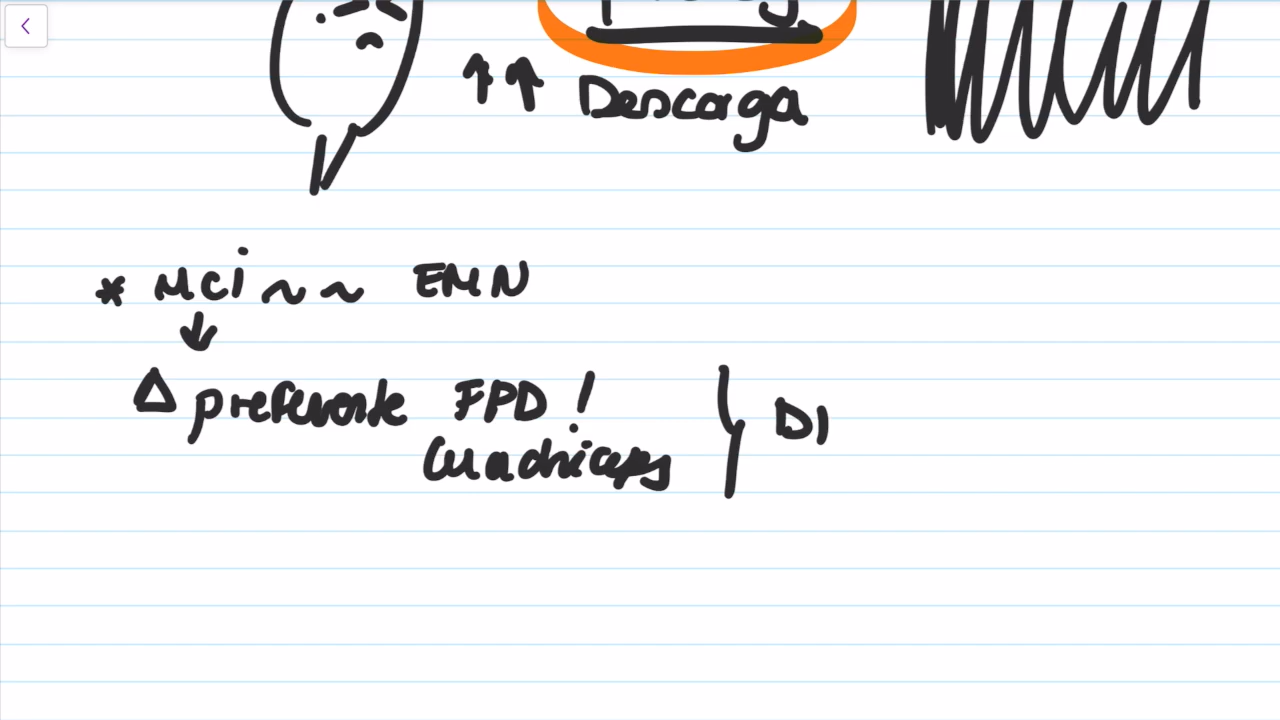 ↑↑ Descarga
* MCi ~ ~ EMN
↓
Δ preferente FPD !
Cuadriceps } DI